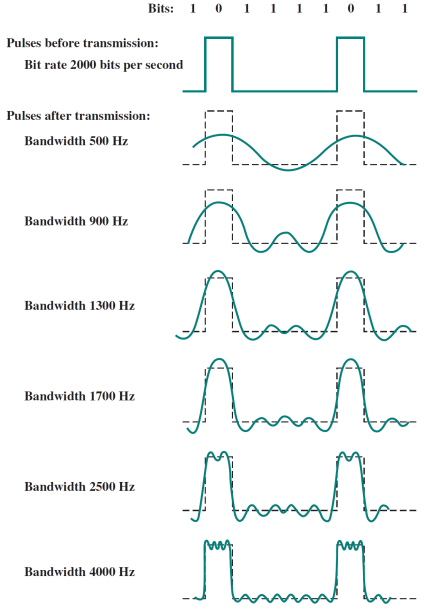 Bits: 1 0 1 1 1 1 0 1 1
Pulses before transmission:
Bit rate 2000 bits per second
Pulses after transmission:
Bandwidth 500 Hz
Bandwidth 900 Hz
Bandwidth 1300 Hz
Bandwidth 1700 Hz
Bandwidth 2500 Hz
Bandwidth 4000 Hz